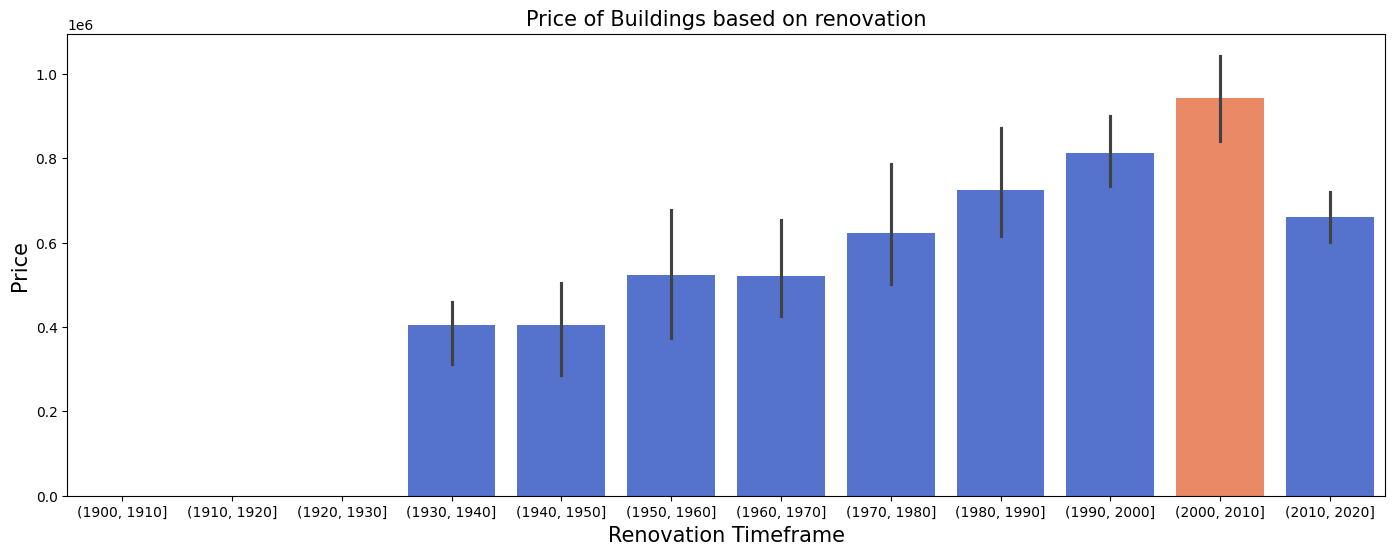 Price of Buildings based on renovation
1e6
1.0
0.8
0.6
0.4
0.2
0.0
Price
(1900, 1910] (1910, 1920] (1920, 1930] (1930, 1940] (1940, 1950] (1950, 1960] (1960, 1970] (1970, 1980] (1980, 1990] (1990, 2000] (2000, 2010] (2010, 2020]
Renovation Timeframe